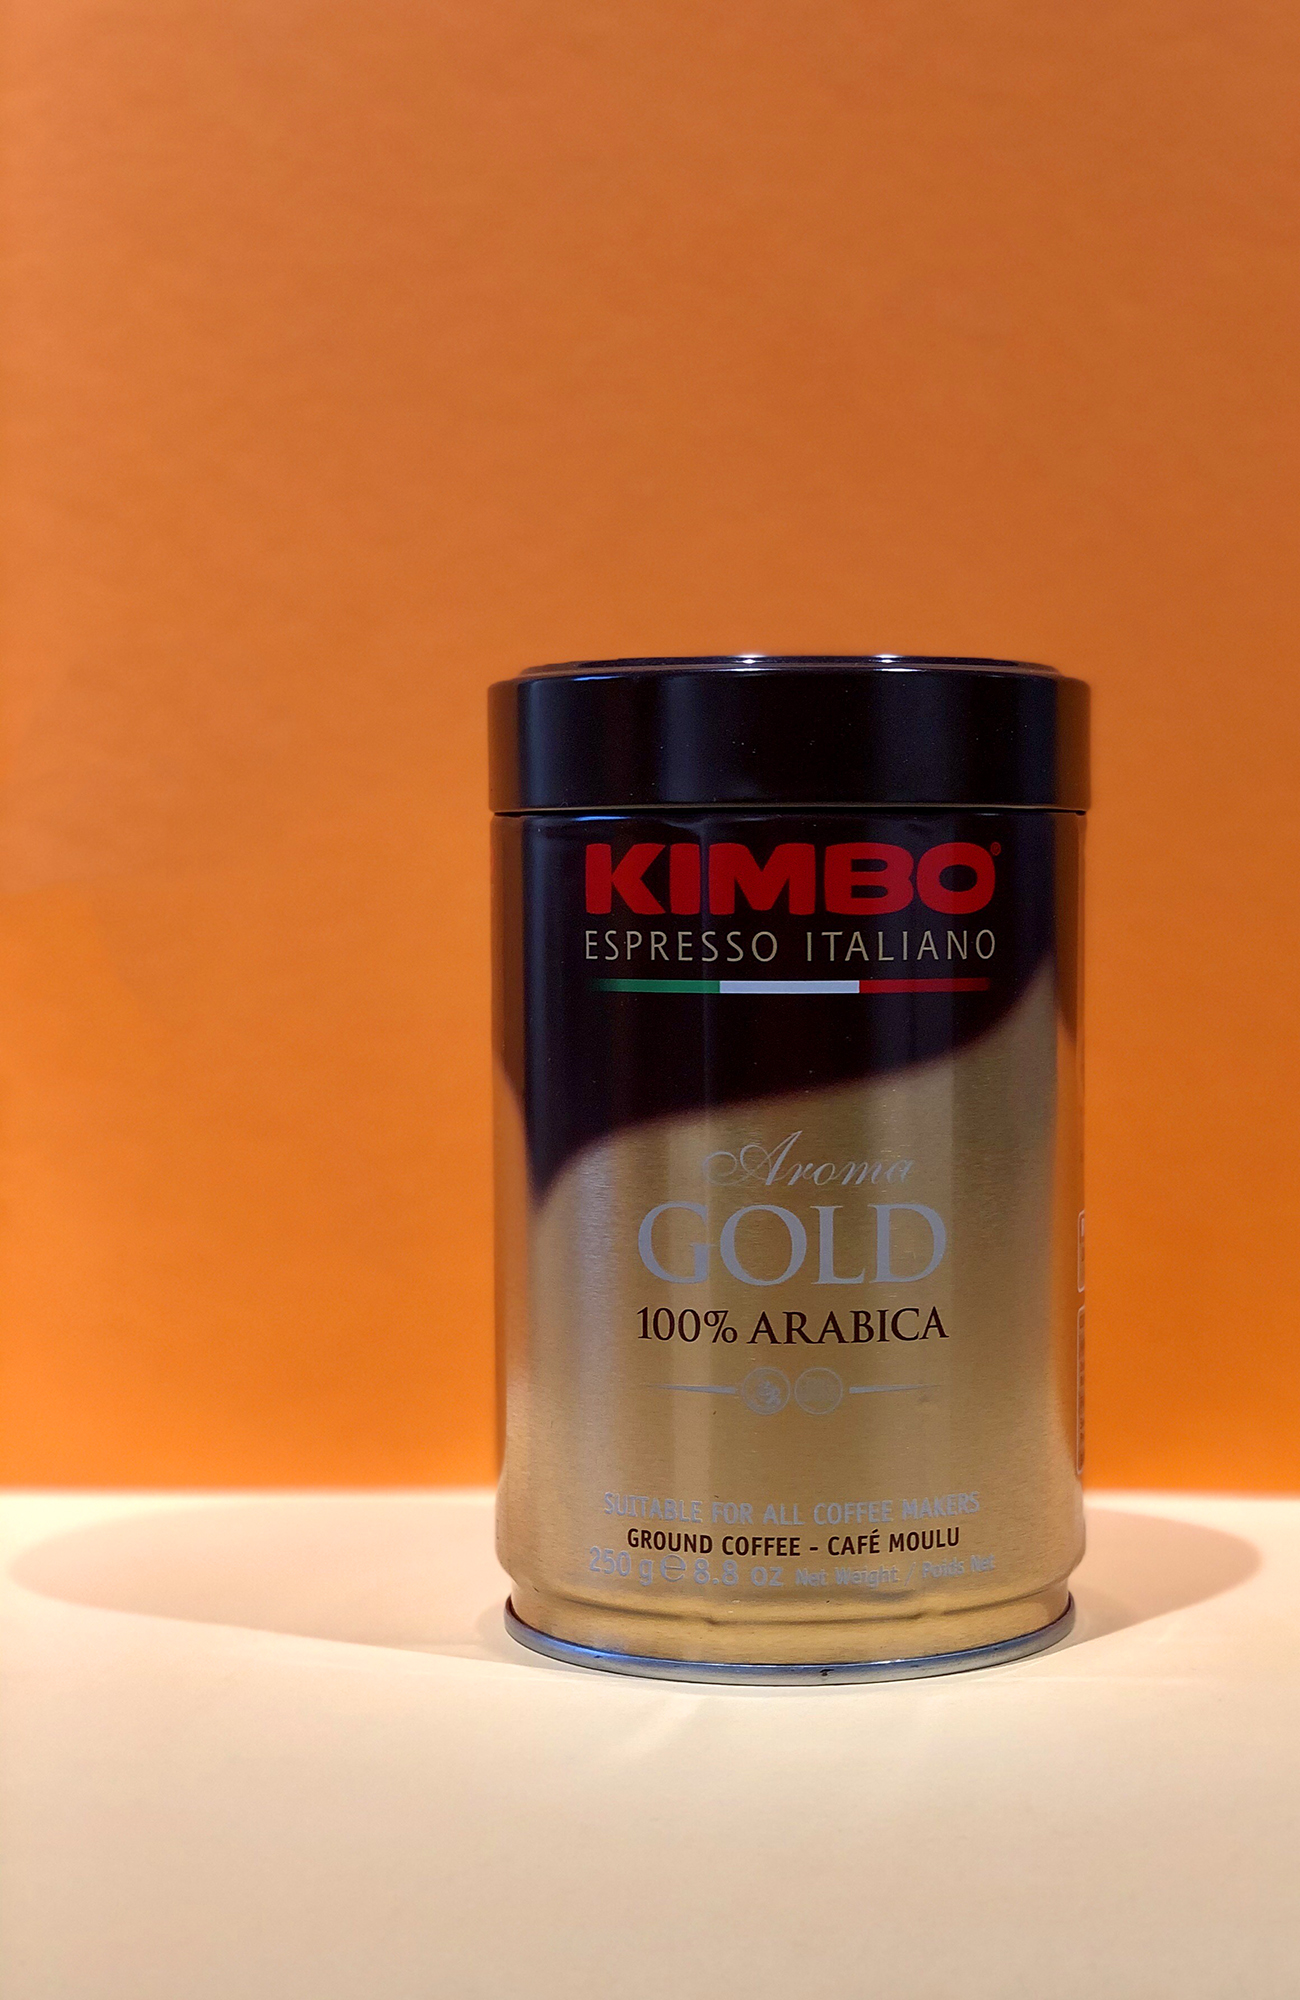 KIMBO®
ESPRESSO ITALIANO
Aroma
GOLD
100% ARABICA
SUITABLE FOR ALL COFFEE MAKERS
GROUND COFFEE - CAFÉ MOULU
250 g ℮ 8.8 OZ Net Weight / Poids Net